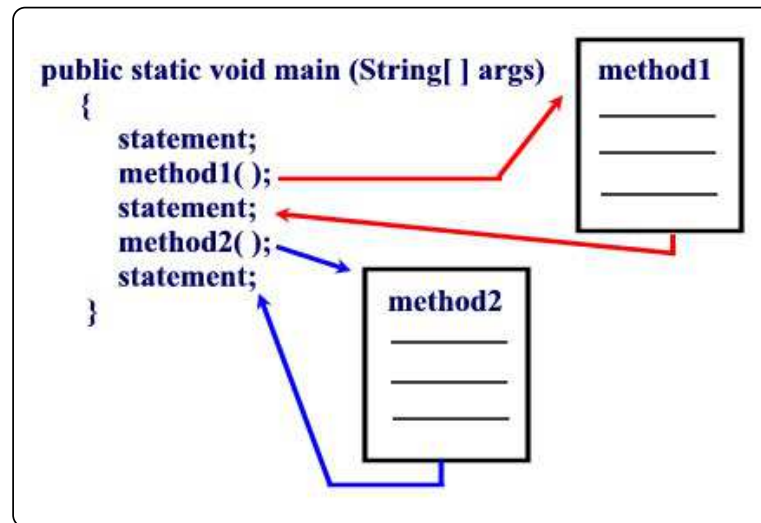 public static void main (String[ ] args)
{
statement;
method1( );
statement;
method2( );
statement;
}
method1
method2